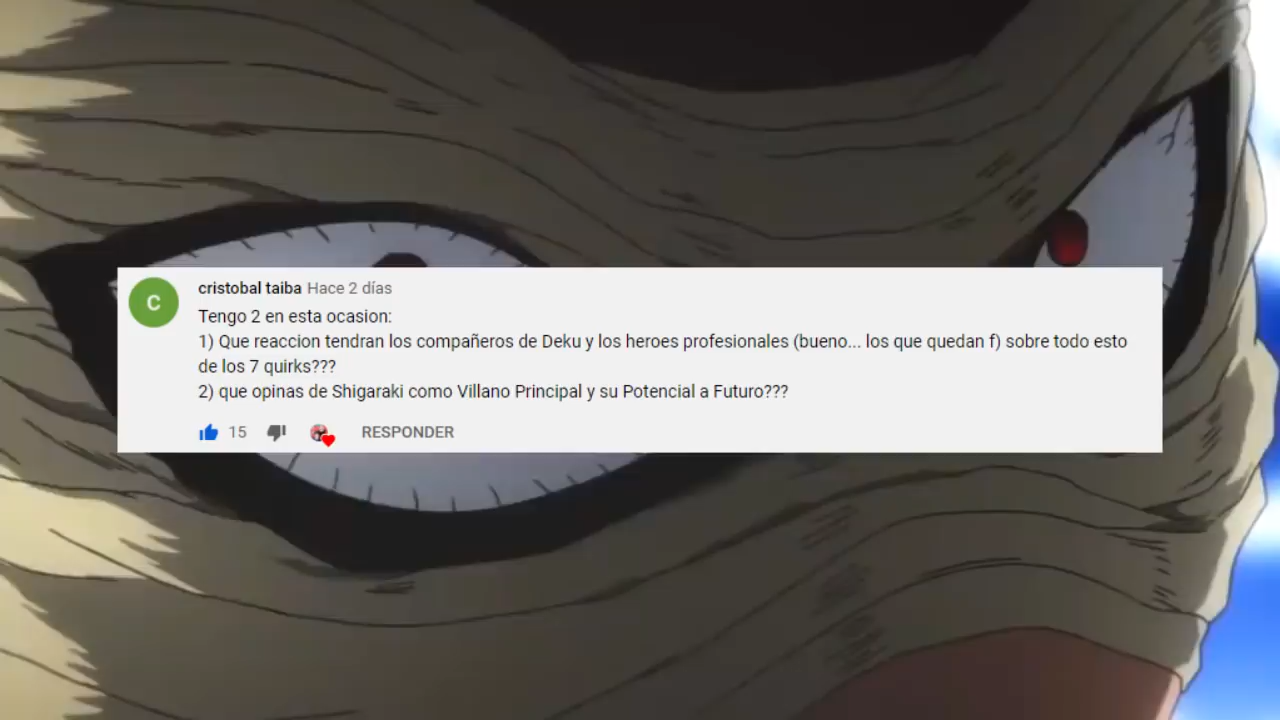 C
cristobal taiba Hace 2 días
Tengo 2 en esta ocasion:
1) Que reaccion tendran los compañeros de Deku y los heroes profesionales (bueno... los que quedan f) sobre todo esto
de los 7 quirks???
2) que opinas de Shigaraki como Villano Principal y su Potencial a Futuro???
15 RESPONDER